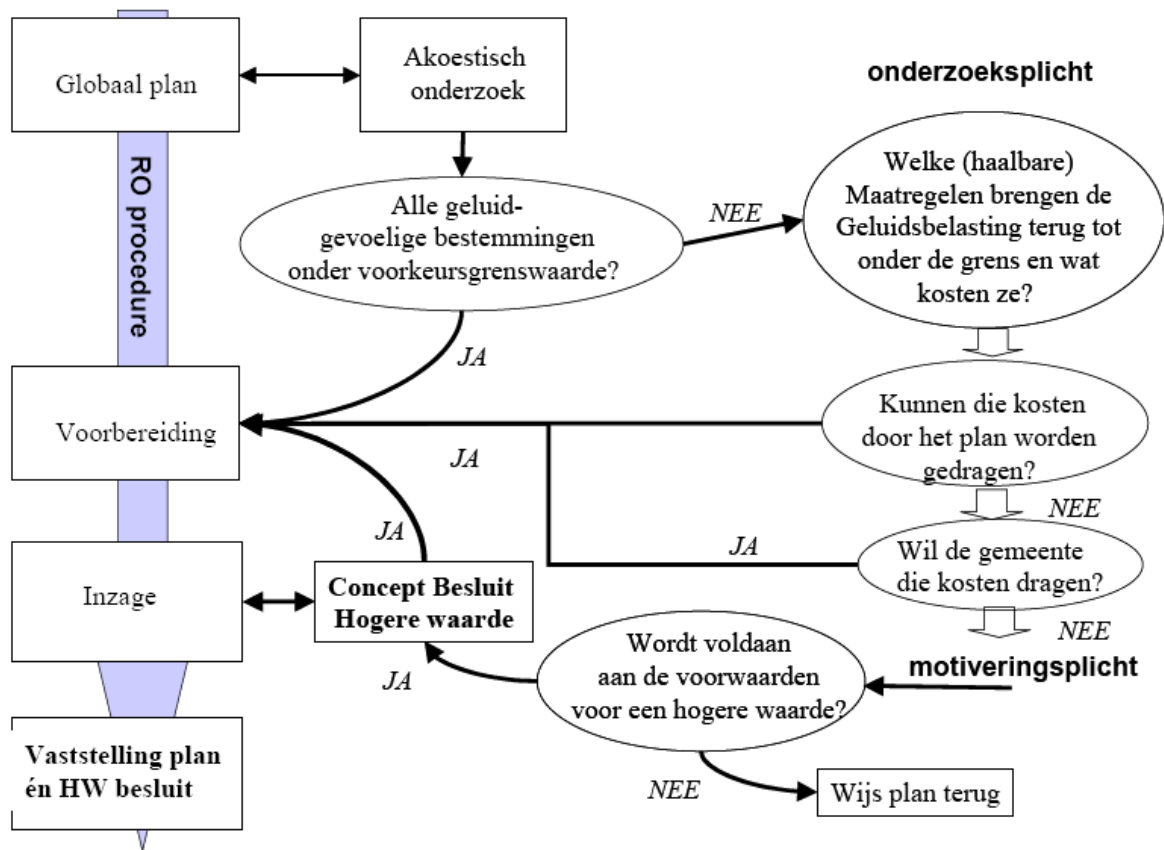 Globaal plan
Akoestisch
onderzoek
onderzoeksplicht
RO procedure
Alle geluid-
gevoelige bestemmingen
onder voorkeursgrenswaarde?
NEE
Welke (haalbare)
Maatregelen brengen de
Geluidsbelasting terug tot
onder de grens en wat
kosten ze?
JA
Voorbereiding
JA
Kunnen die kosten
door het plan worden
gedragen?
NEE
JA
JA
Wil de gemeente
die kosten dragen?
NEE
Inzage
Concept Besluit
Hogere waarde
JA
Wordt voldaan
aan de voorwaarden
voor een hogere waarde?
motiveringsplicht
Vaststelling plan
én HW besluit
NEE
Wijs plan terug